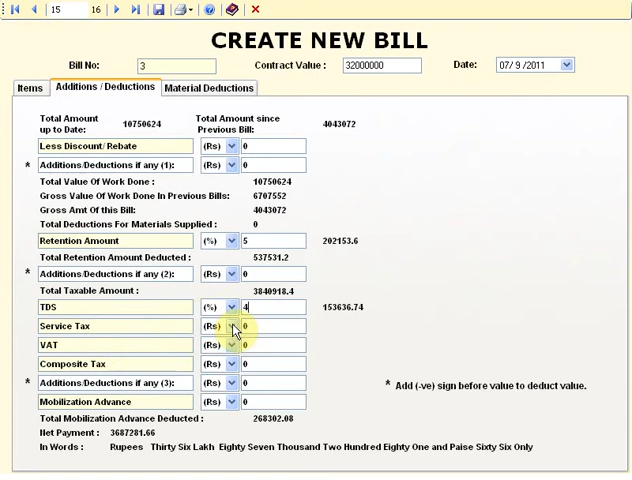 15 16
CREATE NEW BILL
Bill No: 3 Contract Value : 32000000 Date: 07/ 9 /2011
Items Additions / Deductions Material Deductions
Total Amount up to Date: 10750624 Total Amount since Previous Bill: 4043072
Less Discount/ Rebate (Rs) 0
* Additions/Deductions if any (1): (Rs) 0
Total Value Of Work Done : 10750624
Gross Value Of Work Done In Previous Bills: 6707552
Gross Amt Of this Bill: 4043072
Total Deductions For Materials Supplied : 0
Retention Amount (%) 5 202153.6
Total Retention Amount Deducted : 537531.2
* Additions/Deductions if any (2): (Rs) 0
Total Taxable Amount : 3840918.4
TDS (%) 4 153636.74
Service Tax (Rs) 0
VAT (Rs) 0
Composite Tax (Rs) 0
* Additions/Deductions if any (3): (Rs) 0 * Add (-ve) sign before value to deduct value.
Mobilization Advance (Rs) 0
Total Mobilization Advance Deducted : 268302.08
Net Payment : 3687281.66
In Words : Rupees Thirty Six Lakh Eighty Seven Thousand Two Hundred Eighty One and Paise Sixty Six Only